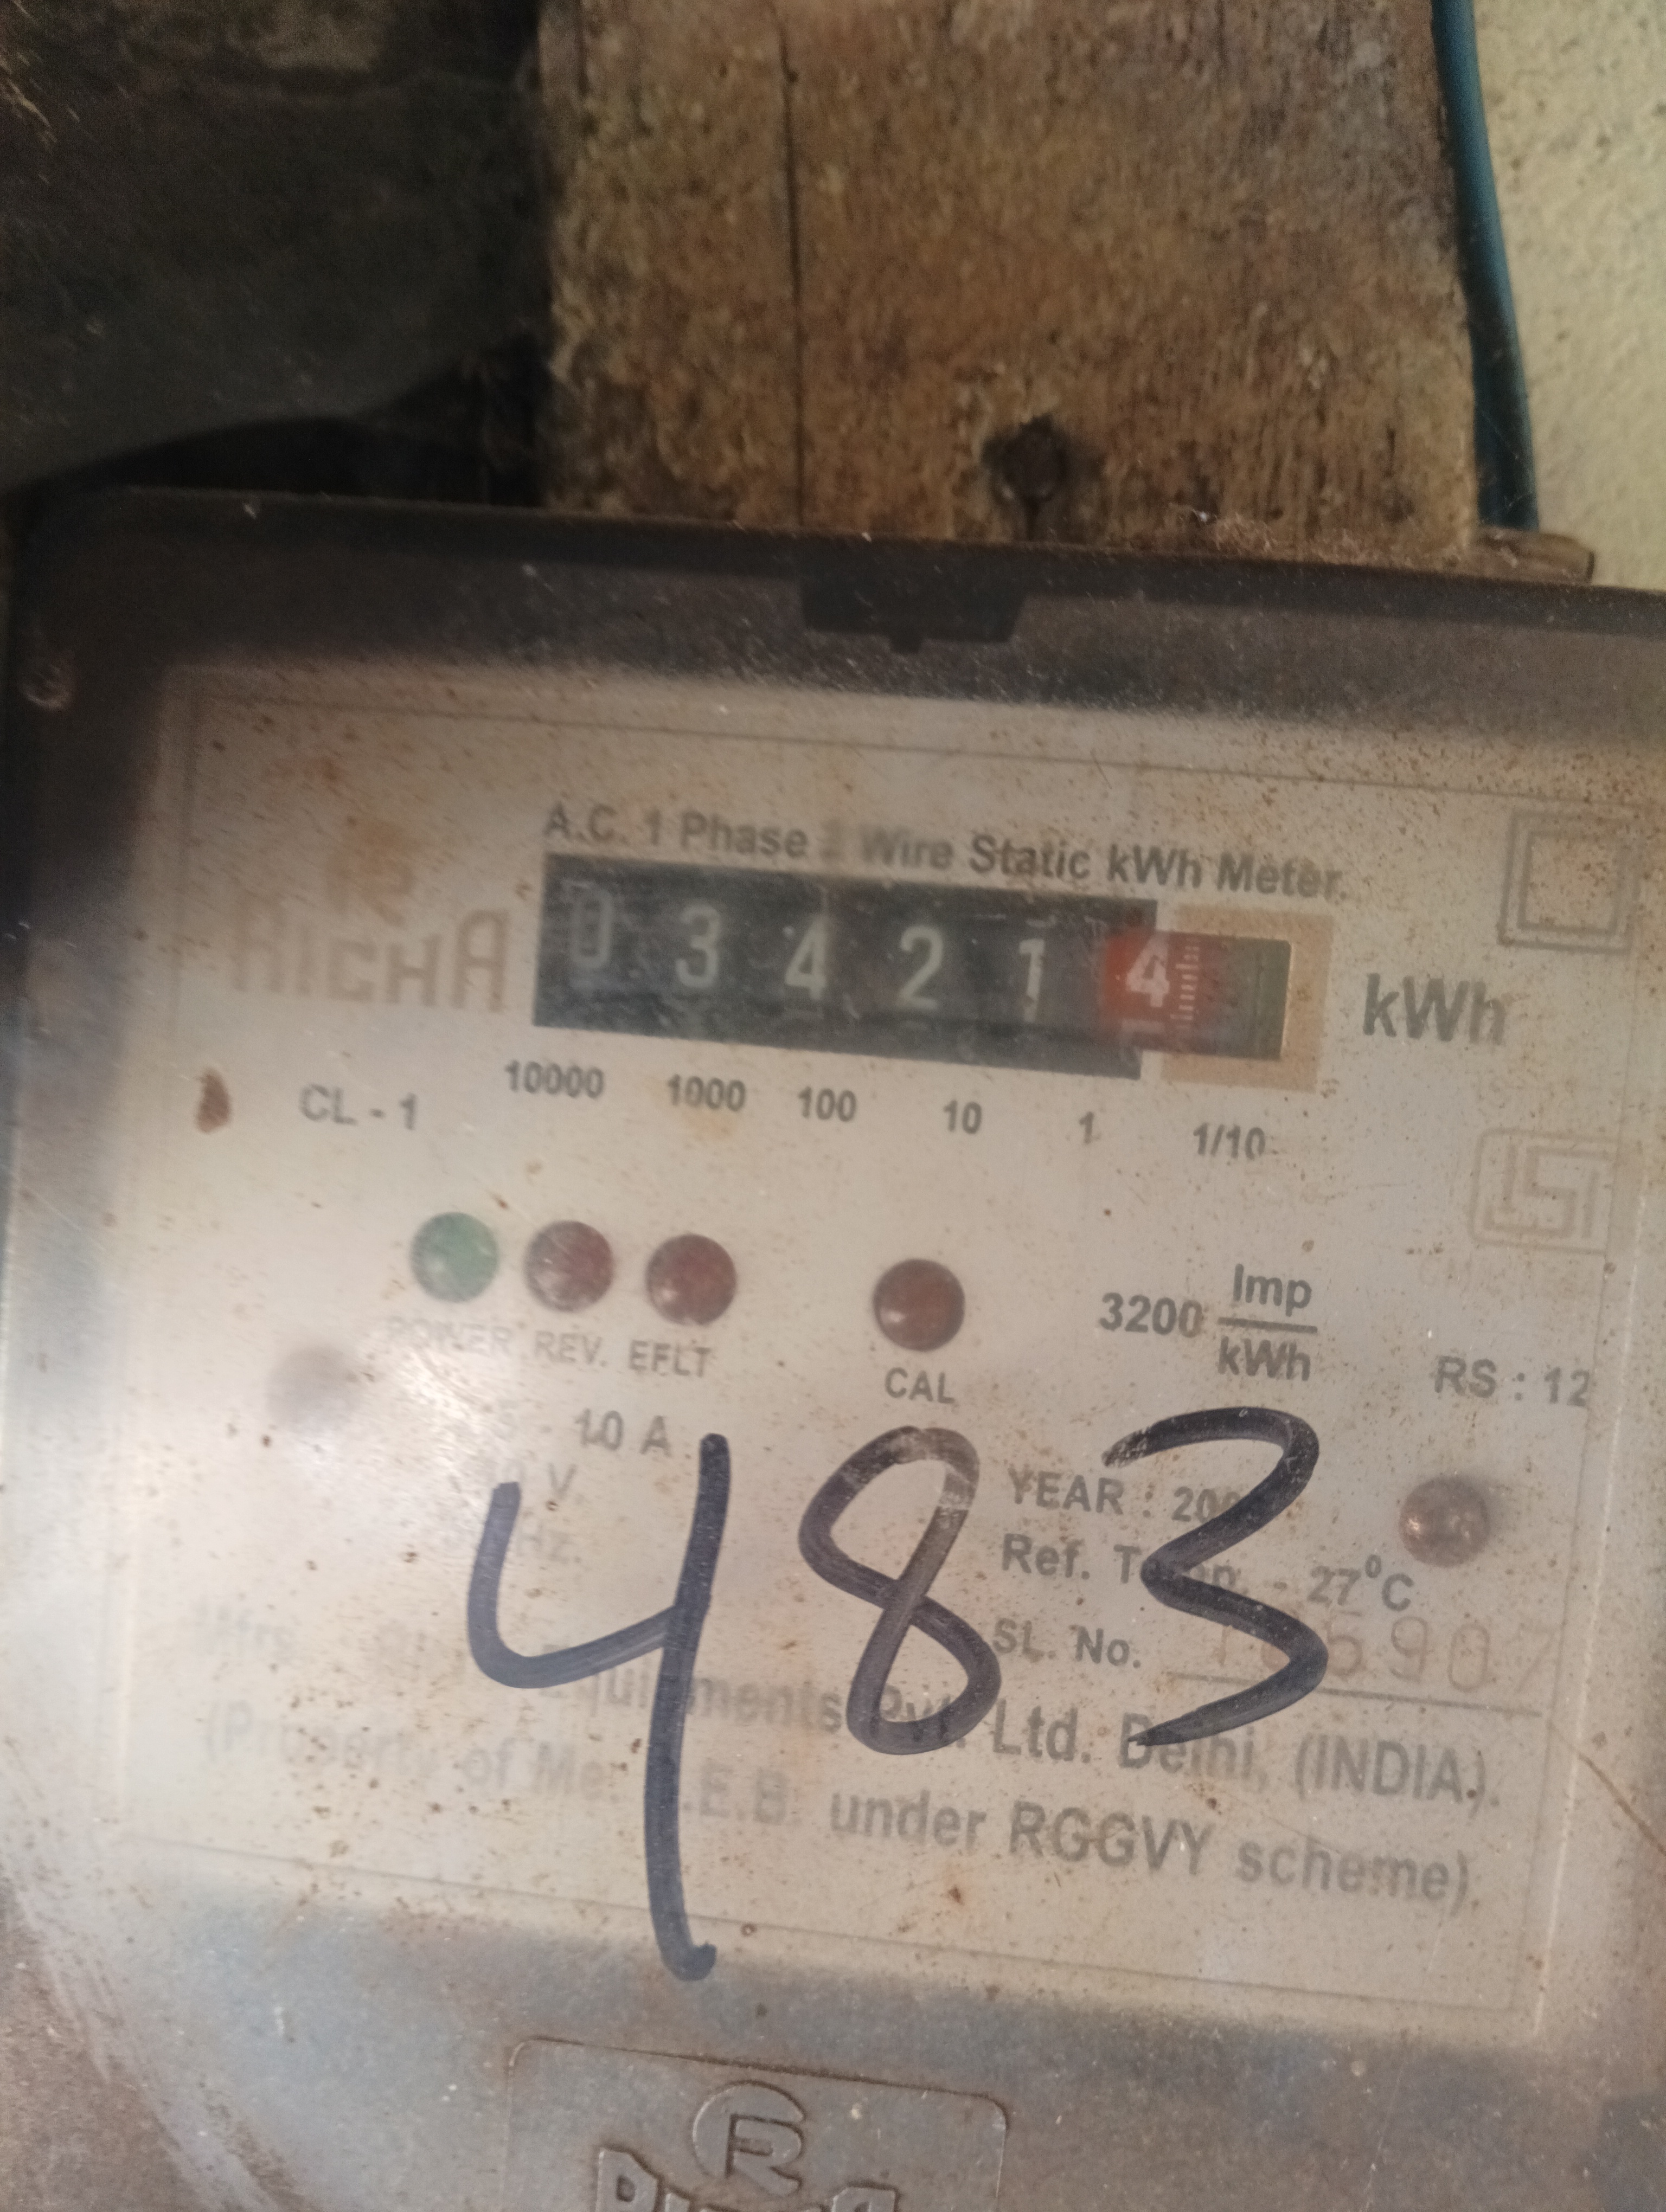 A.C. 1 Phase 2 Wire Static kWh Meter.
RICHA
0 3 4 2 1 4 kWh
10000 1000 100 10 1 1/10
CL - 1
POWER REV. EFLT CAL
3200 Imp/kWh
RS : 12
10 A
V.
Hz.
483
YEAR :
Ref. Temp. - 27°C
SL. No.
Equipments Pvt. Ltd. Delhi, (INDIA).
(Property of .E.B. under RGGVY scheme).
R
RICHA